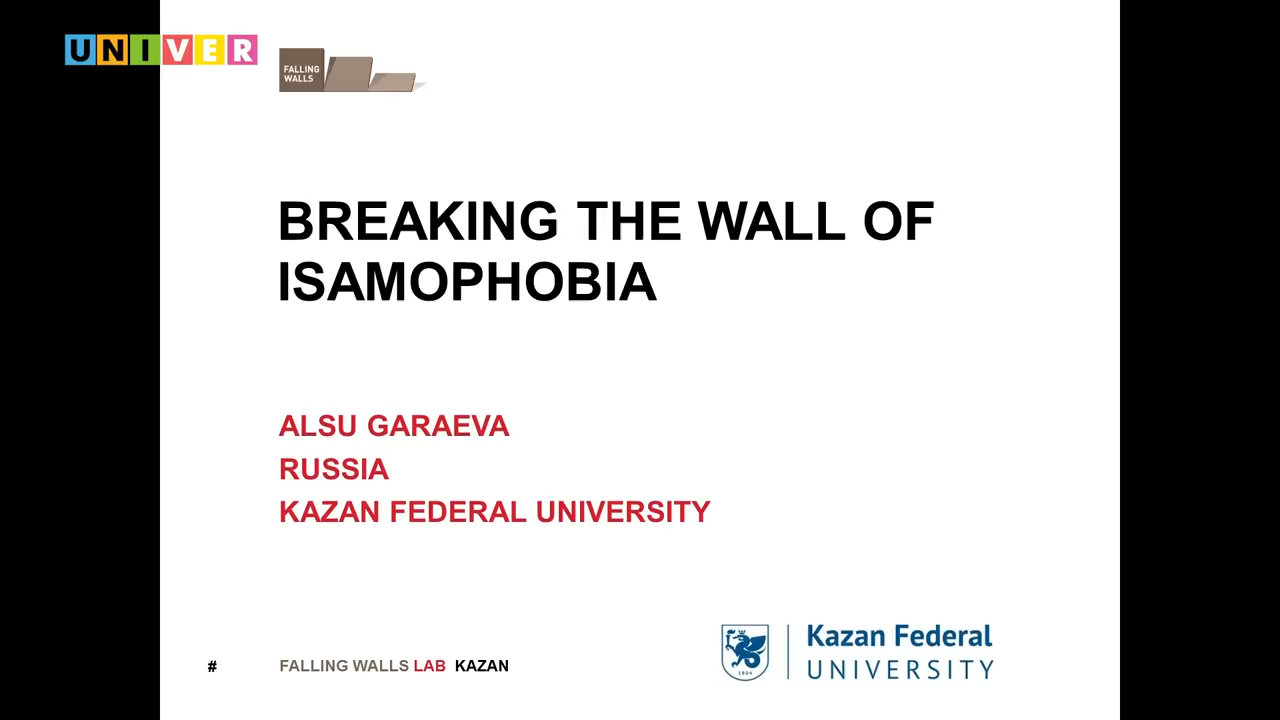 UNIVER
FALLING
WALLS
BREAKING THE WALL OF
ISAMOPHOBIA
ALSU GARAEVA
RUSSIA
KAZAN FEDERAL UNIVERSITY
# FALLING WALLS LAB KAZAN
1804
Kazan Federal
UNIVERSITY